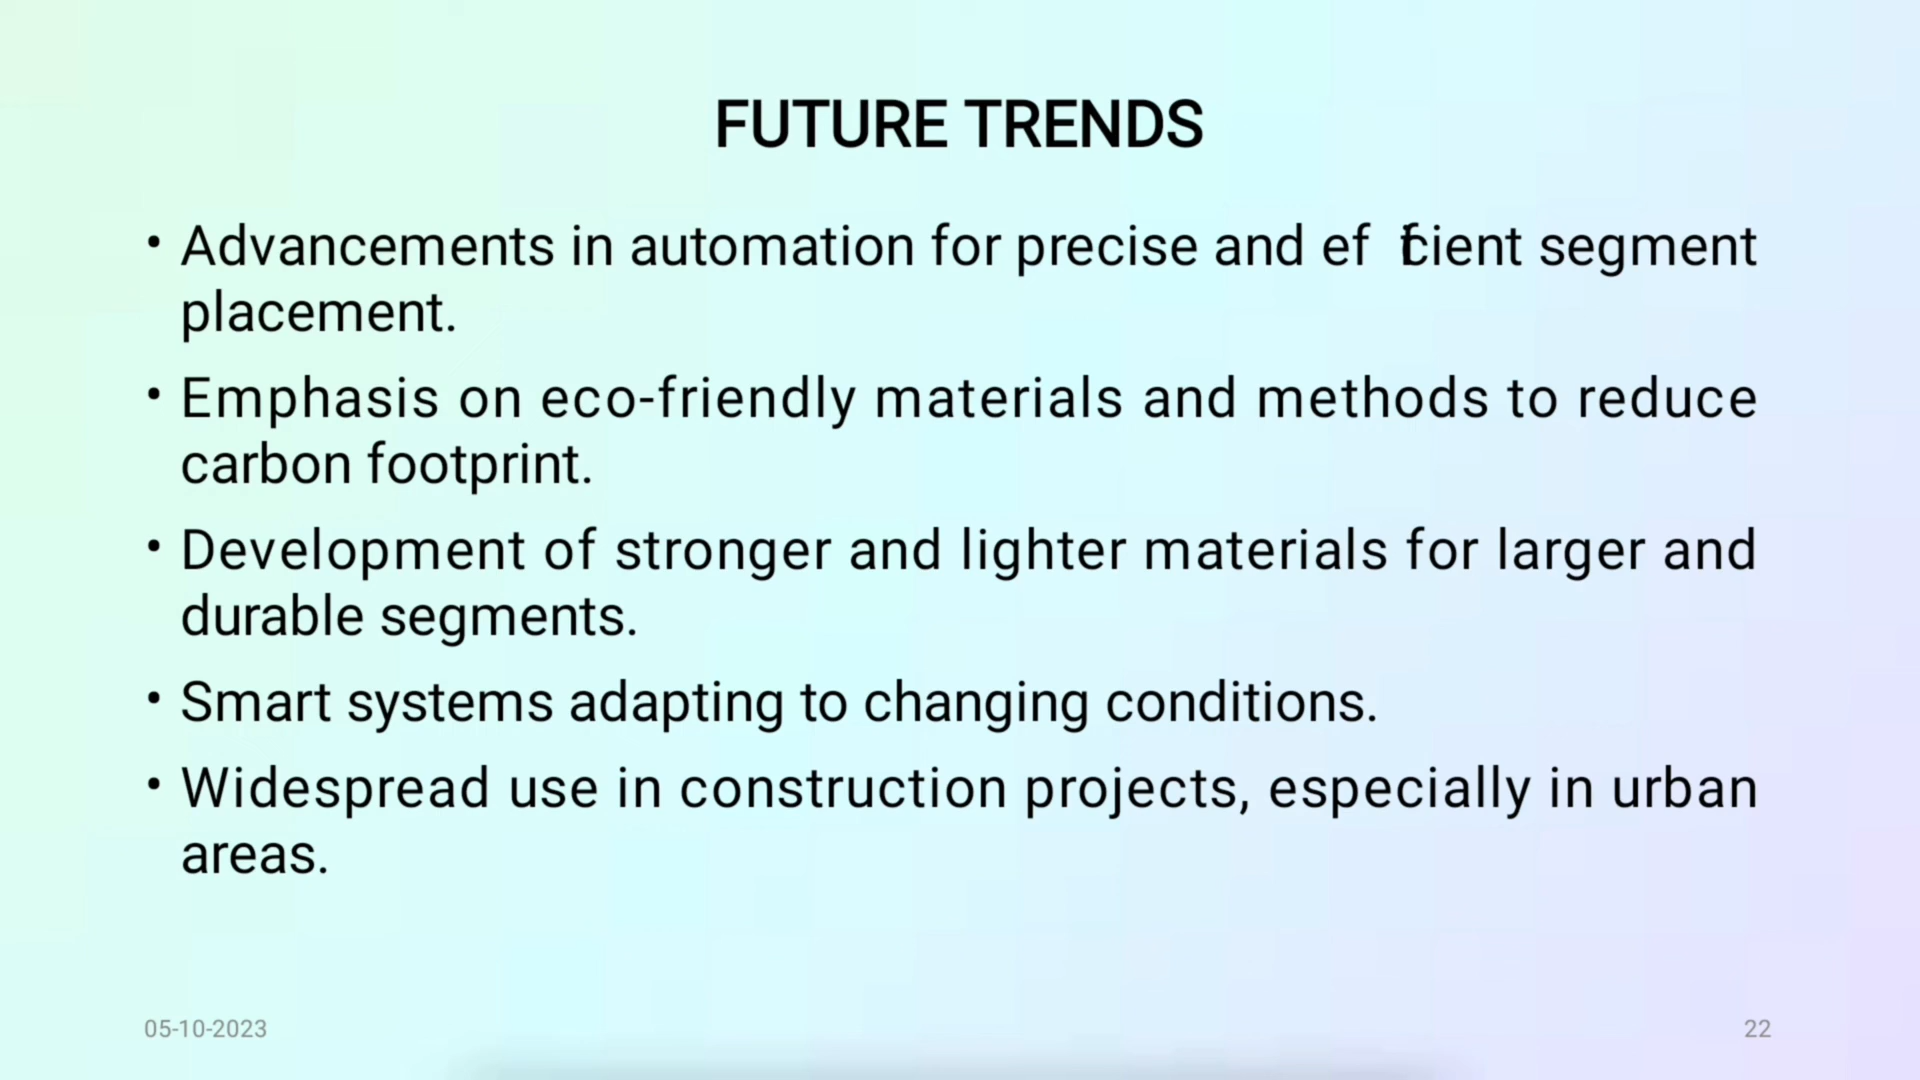 FUTURE TRENDS
• Advancements in automation for precise and efficient segment
placement.
• Emphasis on eco-friendly materials and methods to reduce
carbon footprint.
• Development of stronger and lighter materials for larger and
durable segments.
• Smart systems adapting to changing conditions.
• Widespread use in construction projects, especially in urban
areas.
05-10-2023
22